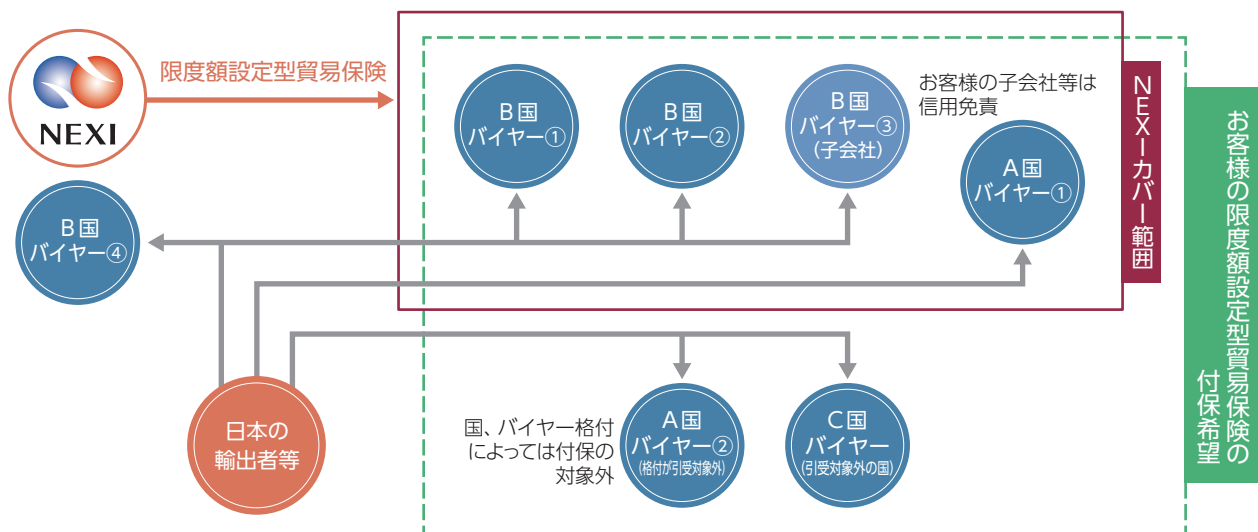 NEXI
限度額設定型貿易保険
B国
バイヤー①
B国
バイヤー②
B国
バイヤー③
(子会社)
お客様の子会社等は
信用免責
A国
バイヤー①
NEXIカバー範囲
お客様の限度額設定型貿易保険の
付保希望
B国
バイヤー④
日本の
輸出者等
国、バイヤー格付
によっては付保の
対象外
A国
バイヤー②
(格付が引受対象外)
C国
バイヤー
(引受対象外の国)